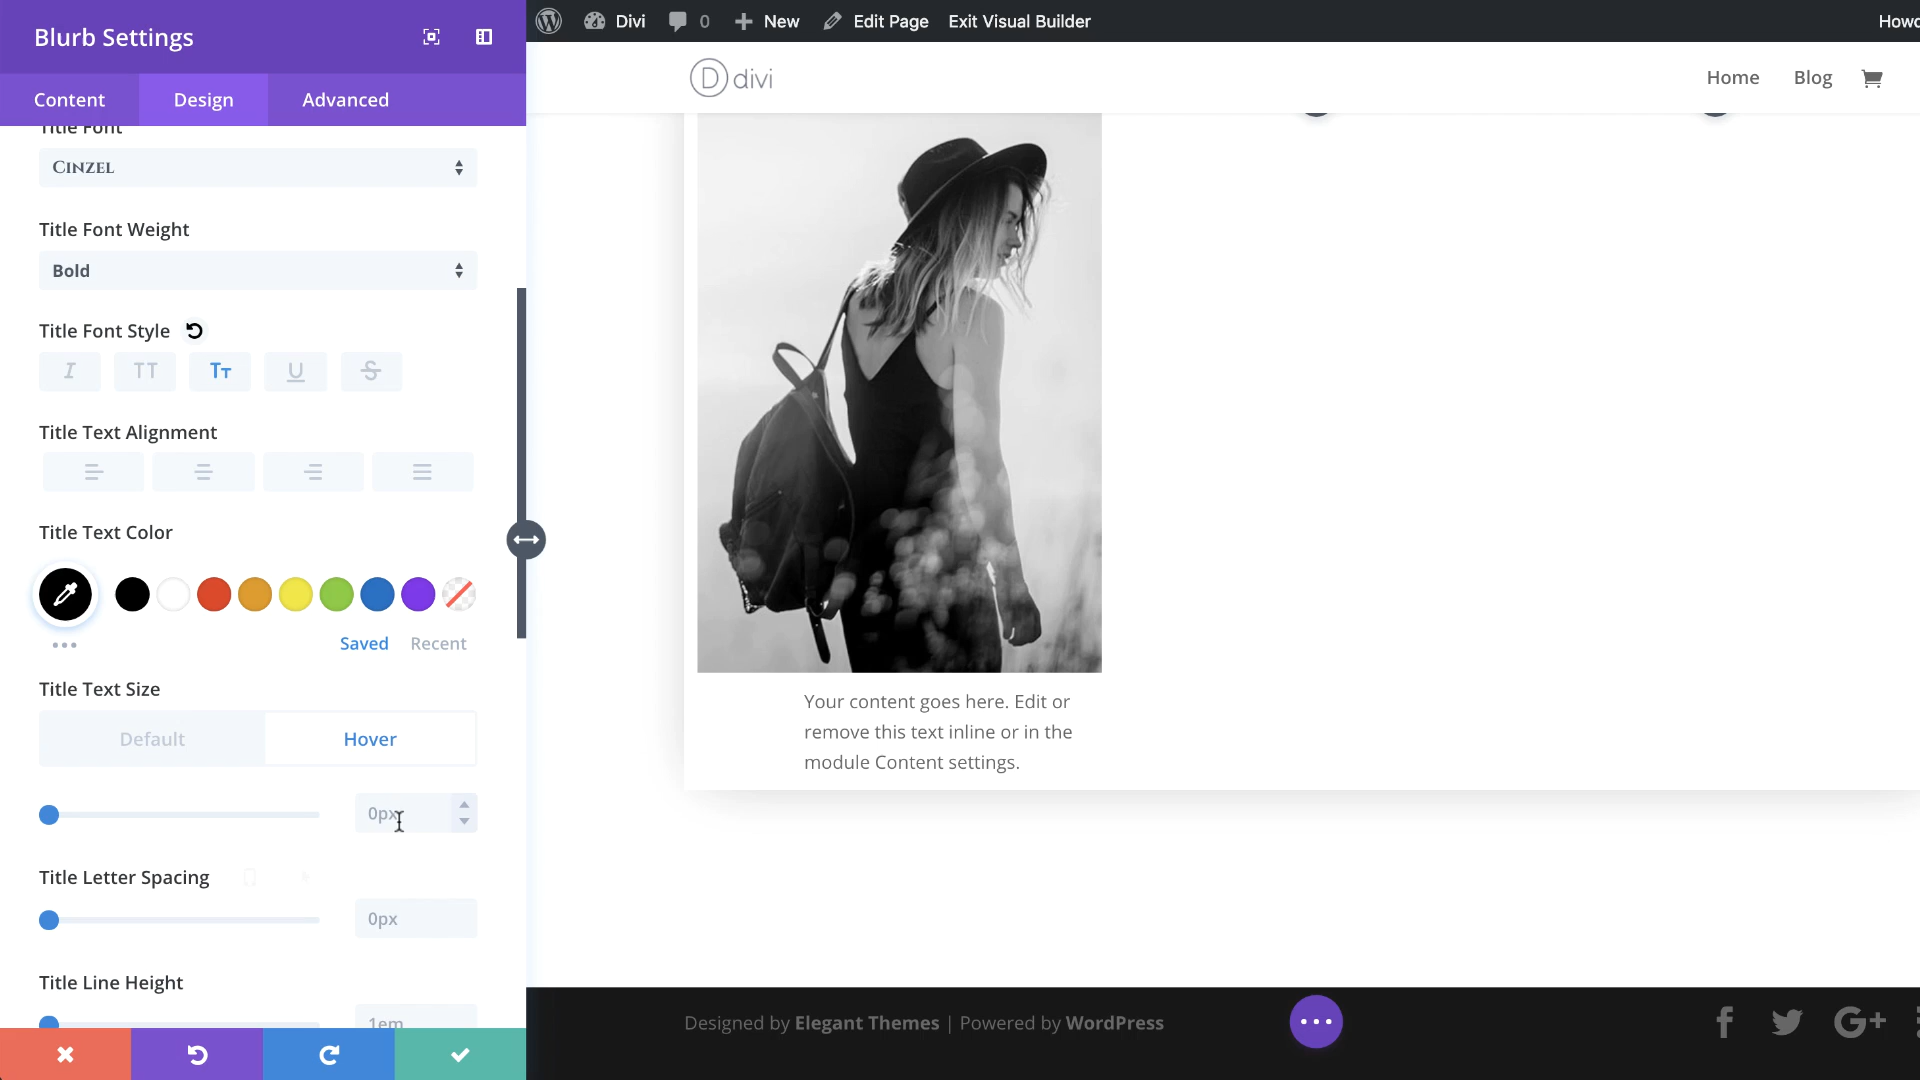 Blurb Settings
Content Design Advanced
Title Font
Cinzel
Title Font Weight
Bold
Title Font Style
I TT Tт U S
Title Text Alignment
Title Text Color
Saved Recent
Title Text Size
Default Hover
0px
Title Letter Spacing
0px
Title Line Height
1em
Divi 0 New Edit Page Exit Visual Builder
D divi
Home Blog
Your content goes here. Edit or
remove this text inline or in the
module Content settings.
Designed by Elegant Themes | Powered by WordPress
f G+